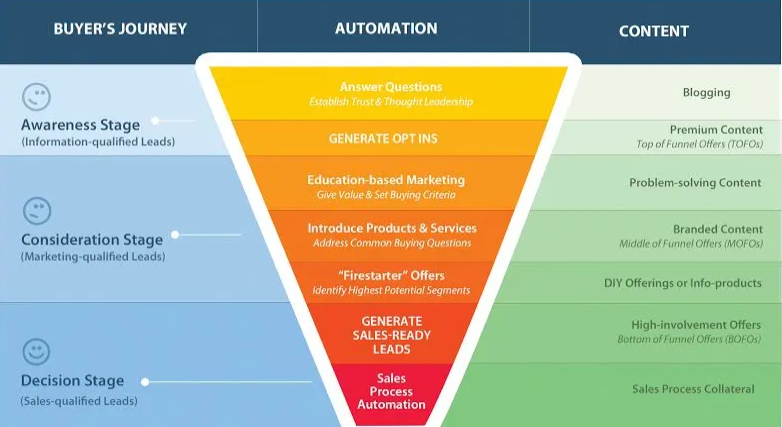 BUYER'S JOURNEY
AUTOMATION
CONTENT
Awareness Stage
(Information-qualified Leads)
Answer Questions
Establish Trust & Thought Leadership
Blogging
GENERATE OPT INS
Premium Content
Top of Funnel Offers (TOFOs)
Consideration Stage
(Marketing-qualified Leads)
Education-based Marketing
Give Value & Set Buying Criteria
Problem-solving Content
Introduce Products & Services
Address Common Buying Questions
Branded Content
Middle of Funnel Offers (MOFOs)
"Firestarter" Offers
Identify Highest Potential Segments
DIY Offerings or Info-products
Decision Stage
(Sales-qualified Leads)
GENERATE
SALES-READY
LEADS
High-involvement Offers
Bottom of Funnel Offers (BOFOs)
Sales
Process
Automation
Sales Process Collateral